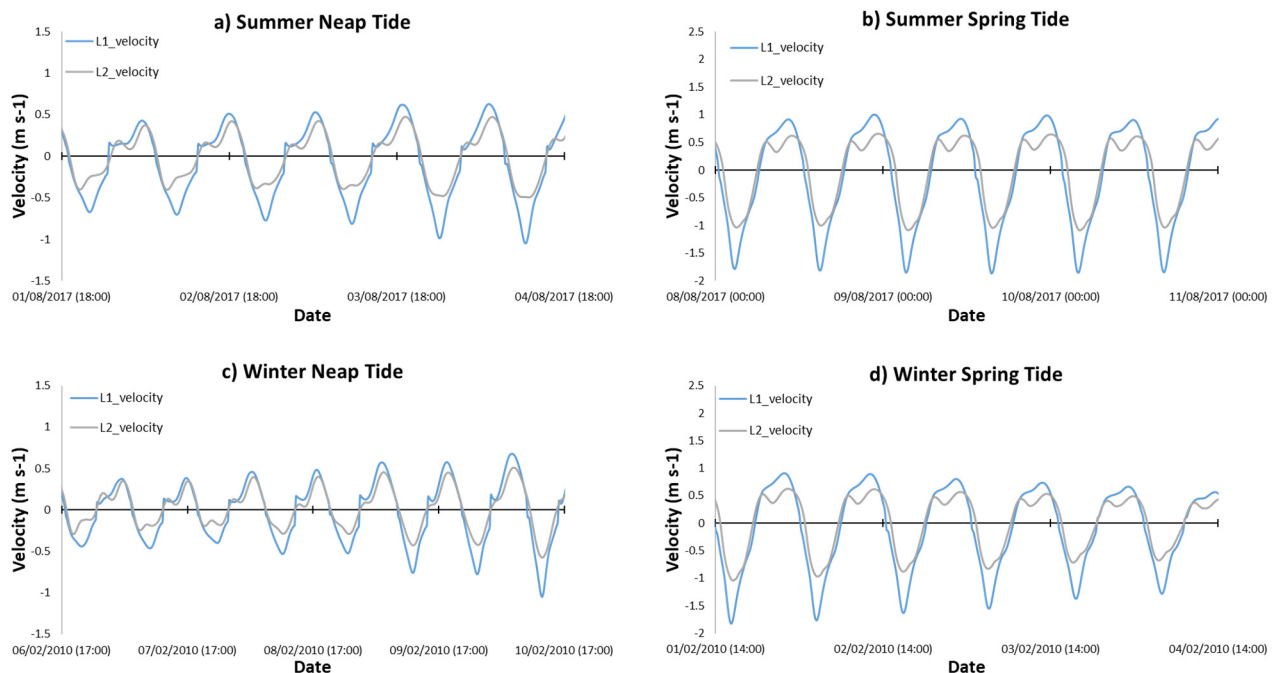 a) Summer Neap Tide
L1_velocity
L2_velocity
Velocity (m s-1)
1.5
1
0.5
0
-0.5
-1
-1.5
01/08/2017 (18:00) 02/08/2017 (18:00) 03/08/2017 (18:00) 04/08/2017 (18:00)
Date
b) Summer Spring Tide
L1_velocity
L2_velocity
Velocity (m s-1)
2.5
2
1.5
1
0.5
0
-0.5
-1
-1.5
-2
08/08/2017 (00:00) 09/08/2017 (00:00) 10/08/2017 (00:00) 11/08/2017 (00:00)
Date
c) Winter Neap Tide
L1_velocity
L2_velocity
Velocity (m s-1)
1.5
1
0.5
0
-0.5
-1
-1.5
06/02/2010 (17:00) 07/02/2010 (17:00) 08/02/2010 (17:00) 09/02/2010 (17:00) 10/02/2010 (17:00)
Date
d) Winter Spring Tide
L1_velocity
L2_velocity
Velocity (m s-1)
2.5
2
1.5
1
0.5
0
-0.5
-1
-1.5
-2
01/02/2010 (14:00) 02/02/2010 (14:00) 03/02/2010 (14:00) 04/02/2010 (14:00)
Date